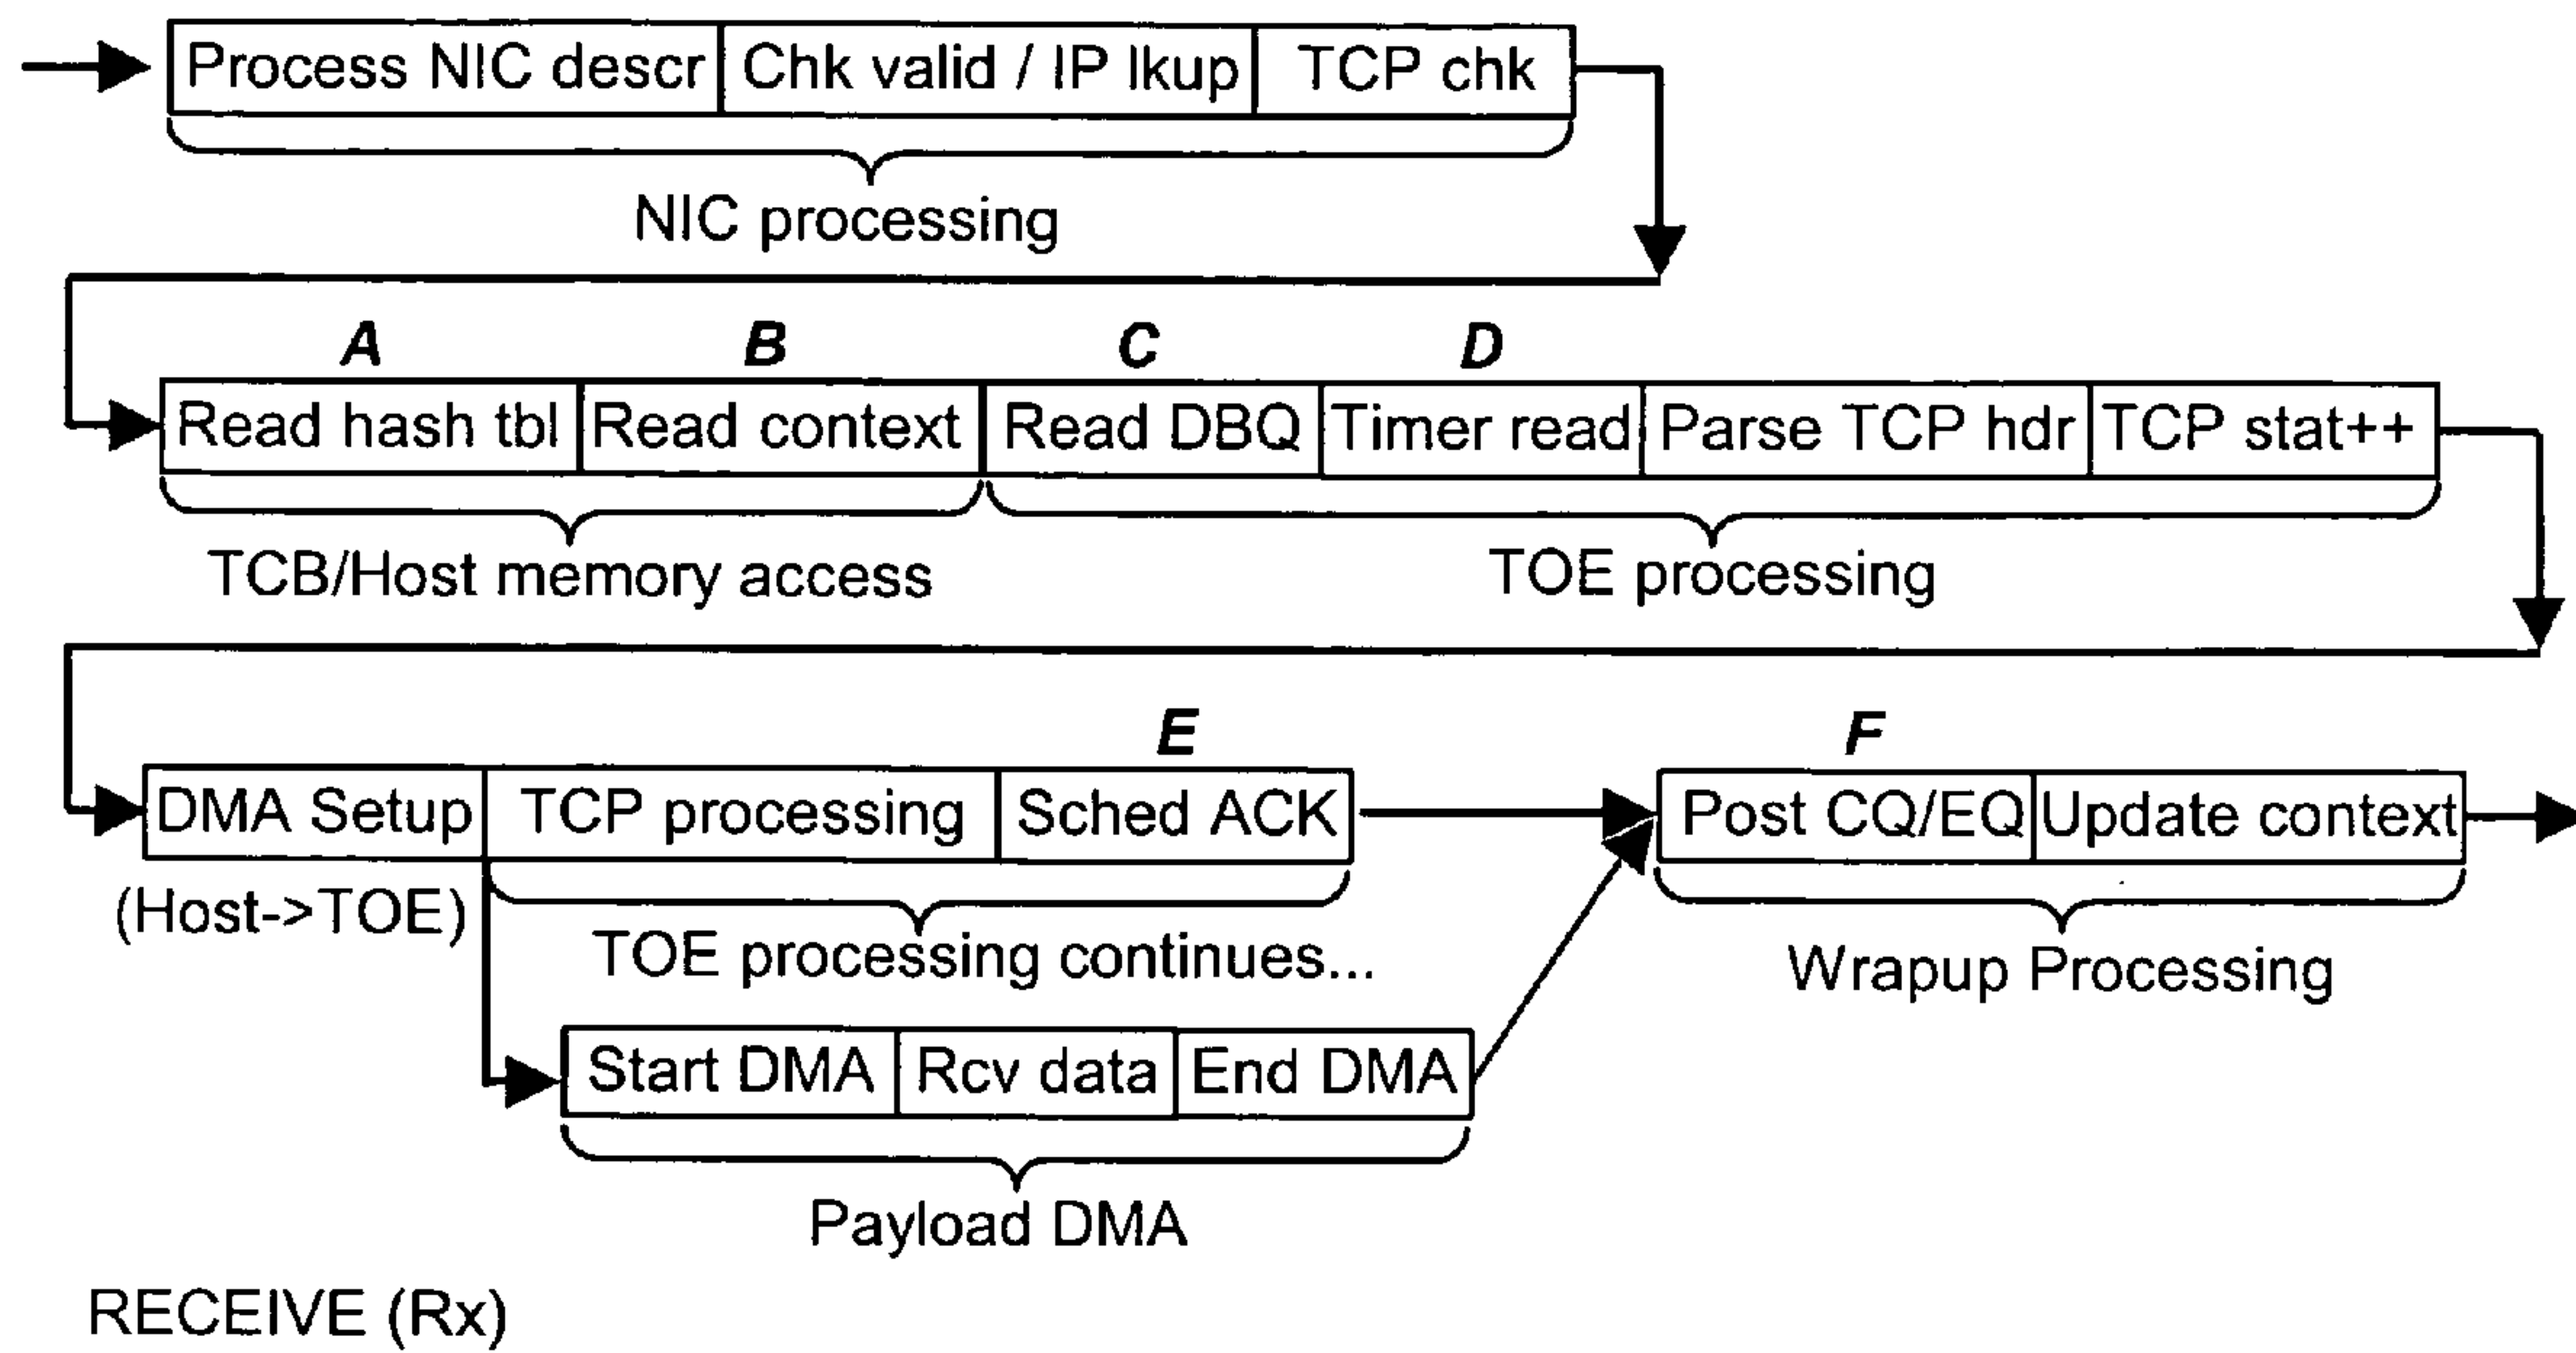 Process NIC descr
Chk valid / IP lkup
TCP chk
NIC processing
A
B
C
D
Read hash tbl
Read context
Read DBQ
Timer read
Parse TCP hdr
TCP stat++
TCB/Host memory access
TOE processing
E
F
DMA Setup
TCP processing
Sched ACK
Post CQ/EQ
Update context
(Host->TOE)
TOE processing continues...
Wrapup Processing
Start DMA
Rcv data
End DMA
Payload DMA
RECEIVE (Rx)